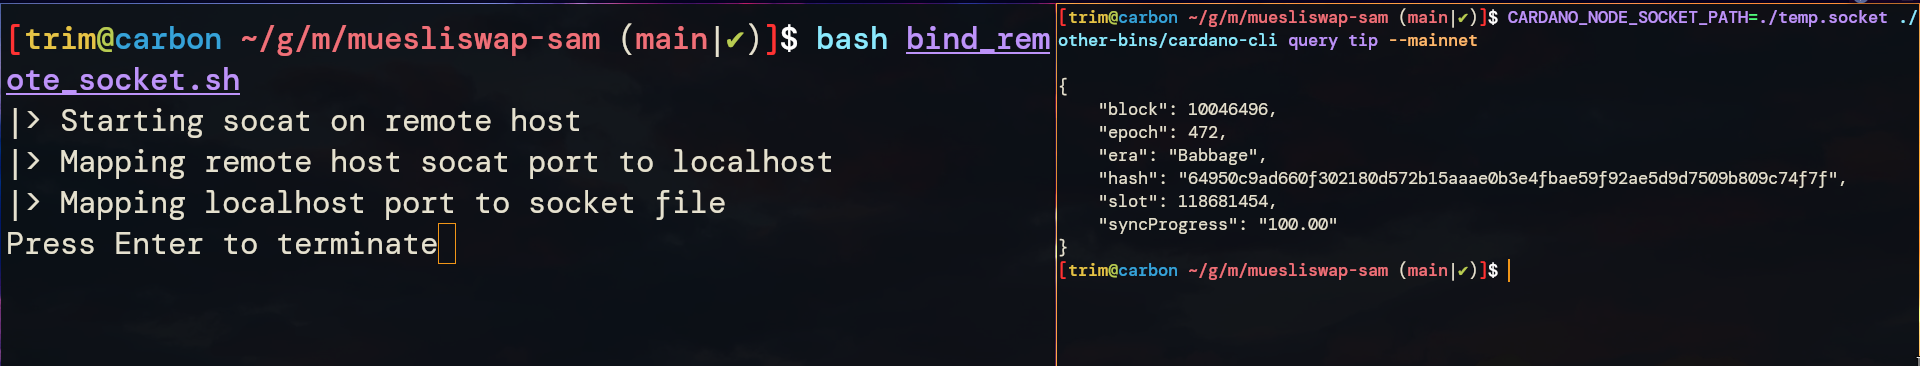 [trim@carbon ~/g/m/muesliswap-sam (main|✔)]$ bash bind_rem
ote_socket.sh
|> Starting socat on remote host
|> Mapping remote host socat port to localhost
|> Mapping localhost port to socket file
Press Enter to terminate
[trim@carbon ~/g/m/muesliswap-sam (main|✔)]$ CARDANO_NODE_SOCKET_PATH=./temp.socket ./
other-bins/cardano-cli query tip --mainnet
{
    "block": 10046496,
    "epoch": 472,
    "era": "Babbage",
    "hash": "64950c9ad660f302180d572b15aaae0b3e4fbae59f92ae5d9d7509b809c74f7f",
    "slot": 118681454,
    "syncProgress": "100.00"
}
[trim@carbon ~/g/m/muesliswap-sam (main|✔)]$